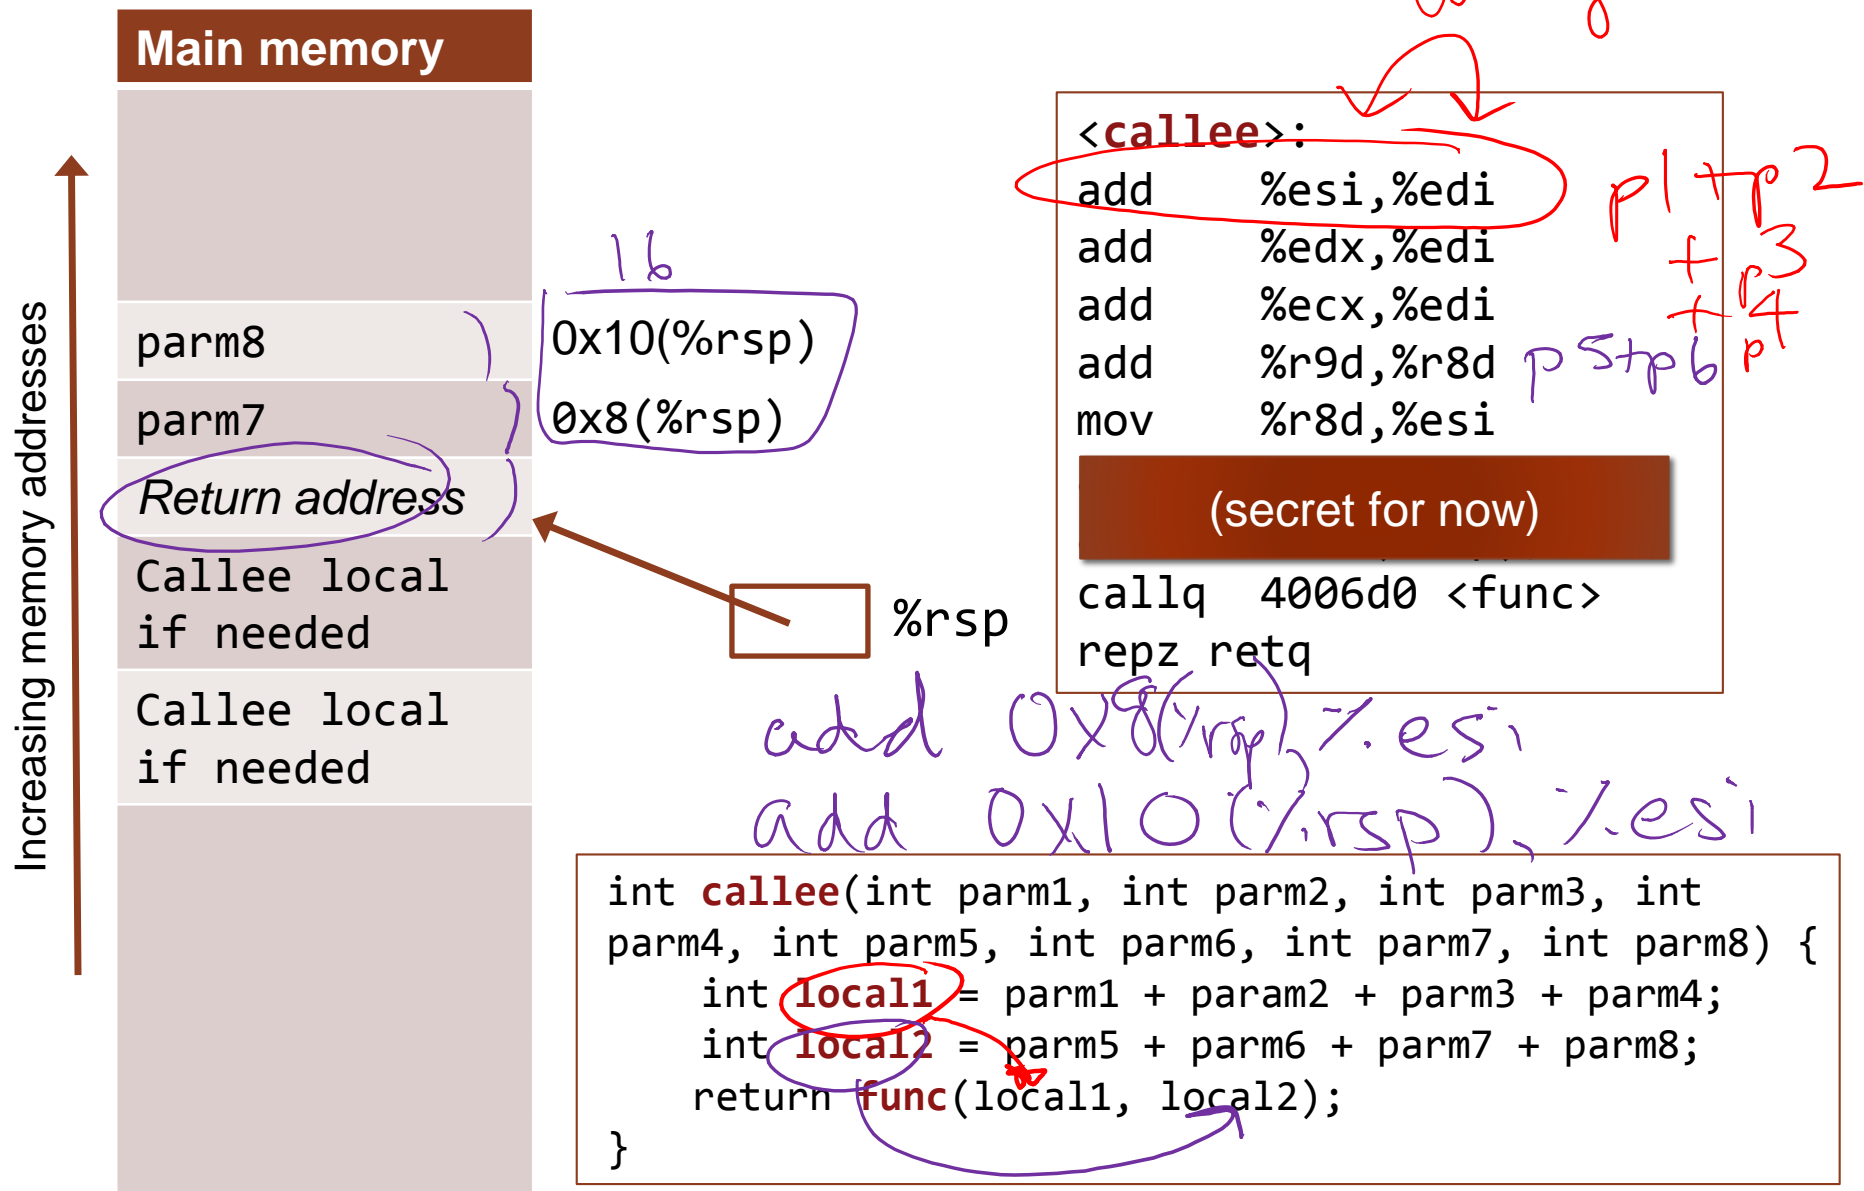 Main memory
Increasing memory addresses
parm8
parm7
Return address
Callee local
if needed
Callee local
if needed
16
0x10(%rsp)
0x8(%rsp)
%rsp
<callee>:
add %esi,%edi
add %edx,%edi
add %ecx,%edi
add %r9d,%r8d
mov %r8d,%esi
(secret for now)
callq 4006d0 <func>
repz retq
p1+p2
+p3
+p4
p5+p6
add 0x8(%rsp), %esi
add 0x10(%rsp), %esi
int callee(int parm1, int parm2, int parm3, int
parm4, int parm5, int parm6, int parm7, int parm8) {
int local1 = parm1 + param2 + parm3 + parm4;
int local2 = parm5 + parm6 + parm7 + parm8;
return func(local1, local2);
}